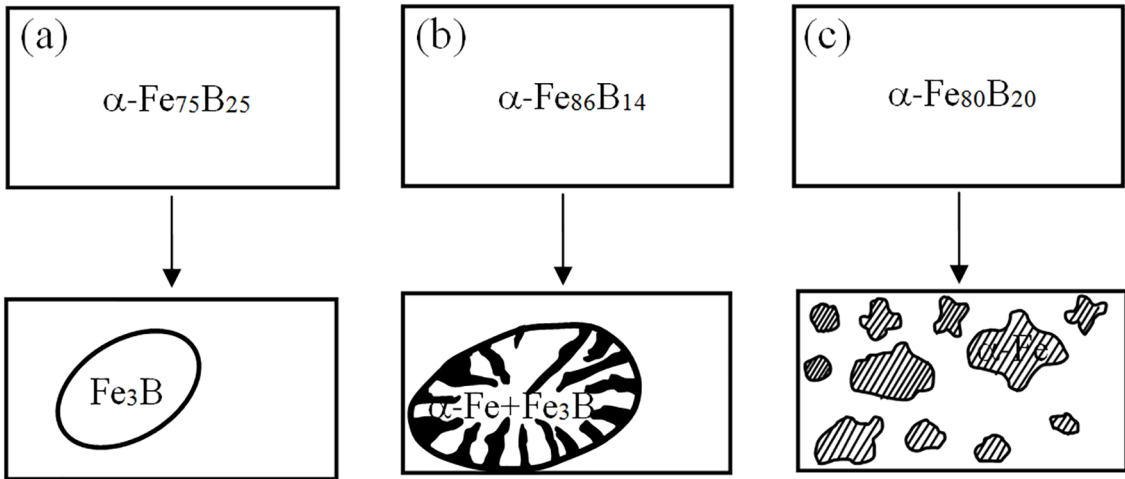 (a)
α-Fe₇₅B₂₅
(b)
α-Fe₈₆B₁₄
(c)
α-Fe₈₀B₂₀
Fe₃B
α-Fe+Fe₃B
α-Fe